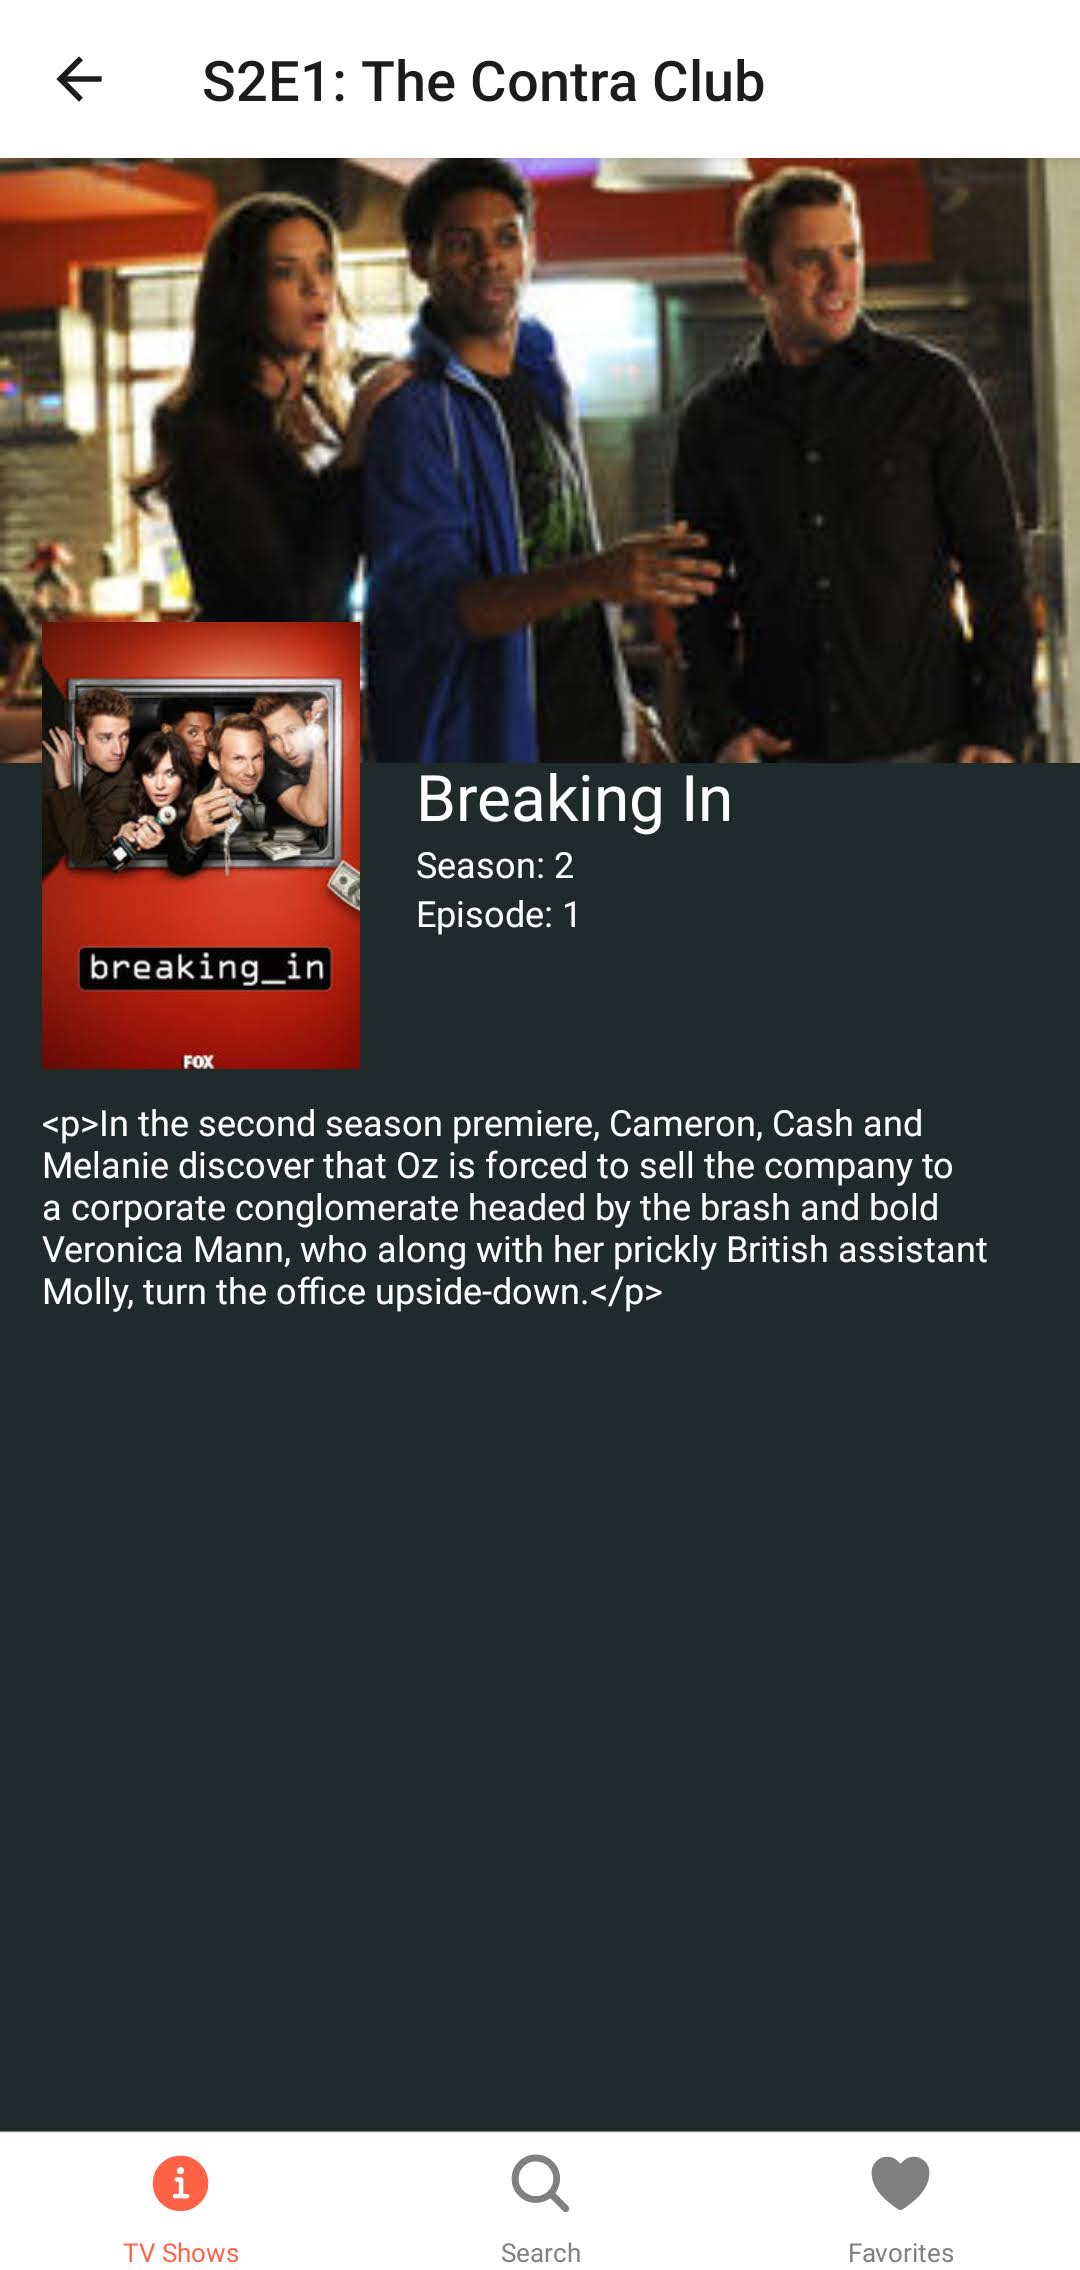 S2E1: The Contra Club
breaking_in
FOX
Breaking In
Season: 2
Episode: 1
<p>In the second season premiere, Cameron, Cash and
Melanie discover that Oz is forced to sell the company to
a corporate conglomerate headed by the brash and bold
Veronica Mann, who along with her prickly British assistant
Molly, turn the office upside-down.</p>
TV Shows
Search
Favorites